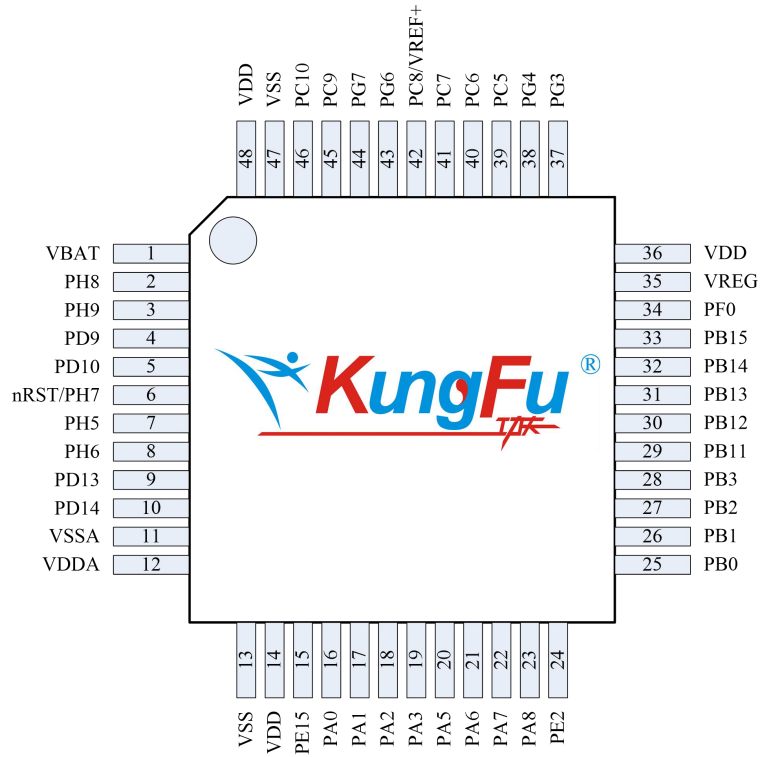 VDD
VSS
PC10
PC9
PG7
PG6
PC8/VREF+
PC7
PC6
PC5
PG4
PG3
48
47
46
45
44
43
42
41
40
39
38
37
VBAT 1
PH8 2
PH9 3
PD9 4
PD10 5
nRST/PH7 6
PH5 7
PH6 8
PD13 9
PD14 10
VSSA 11
VDDA 12
KungFu ®
36 VDD
35 VREG
34 PF0
33 PB15
32 PB14
31 PB13
30 PB12
29 PB11
28 PB3
27 PB2
26 PB1
25 PB0
13
14
15
16
17
18
19
20
21
22
23
24
VSS
VDD
PE15
PA0
PA1
PA2
PA3
PA5
PA6
PA7
PA8
PE2